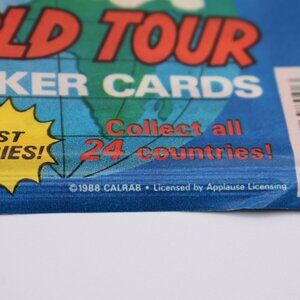 LD TOUR
KER CARDS
ST
IES!
Collect all
24 countries!
©1988 CALRAB • Licensed by Applause Licensing